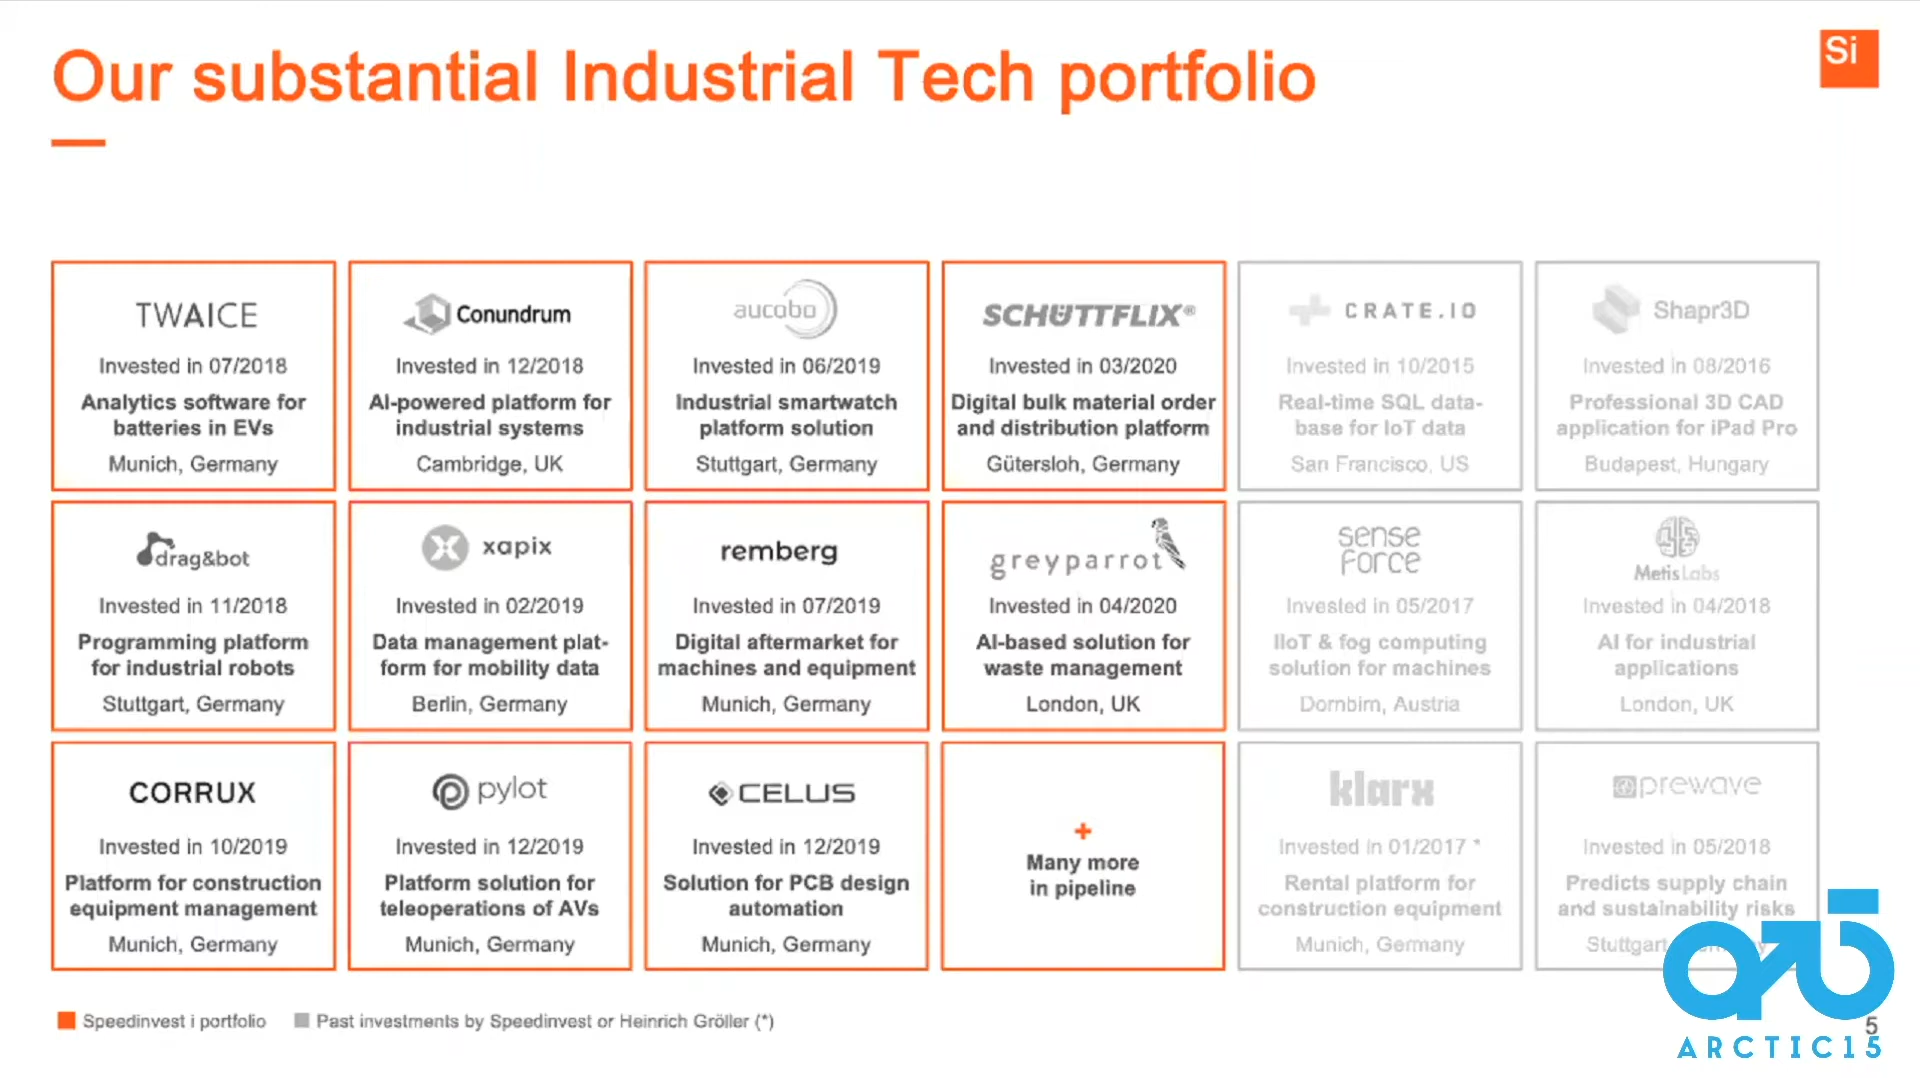 Our substantial Industrial Tech portfolio
Si
TWAICE
Invested in 07/2018
Analytics software for
batteries in EVs
Munich, Germany
Conundrum
Invested in 12/2018
AI-powered platform for
industrial systems
Cambridge, UK
aucobo
Invested in 06/2019
Industrial smartwatch
platform solution
Stuttgart, Germany
SCHÜTTFLIX®
Invested in 03/2020
Digital bulk material order
and distribution platform
Gütersloh, Germany
CRATE.IO
Invested in 10/2015
Real-time SQL data-
base for IoT data
San Francisco, US
Shapr3D
Invested in 08/2016
Professional 3D CAD
application for iPad Pro
Budapest, Hungary
drag&bot
Invested in 11/2018
Programming platform
for industrial robots
Stuttgart, Germany
xapix
Invested in 02/2019
Data management plat-
form for mobility data
Berlin, Germany
remberg
Invested in 07/2019
Digital aftermarket for
machines and equipment
Munich, Germany
greyparrot
Invested in 04/2020
AI-based solution for
waste management
London, UK
sense
force
Invested in 05/2017
IIoT & fog computing
solution for machines
Dornbirn, Austria
MetisLabs
Invested in 04/2018
AI for industrial
applications
London, UK
CORRUX
Invested in 10/2019
Platform for construction
equipment management
Munich, Germany
pylot
Invested in 12/2019
Platform solution for
teleoperations of AVs
Munich, Germany
CELUS
Invested in 12/2019
Solution for PCB design
automation
Munich, Germany
+
Many more
in pipeline
klarx
Invested in 01/2017 *
Rental platform for
construction equipment
Munich, Germany
prewave
Invested in 05/2018
Predicts supply chain
and sustainability risks
Stuttgart
Speedinvest i portfolio
Past investments by Speedinvest or Heinrich Gröller (*)
5
ARCTIC15